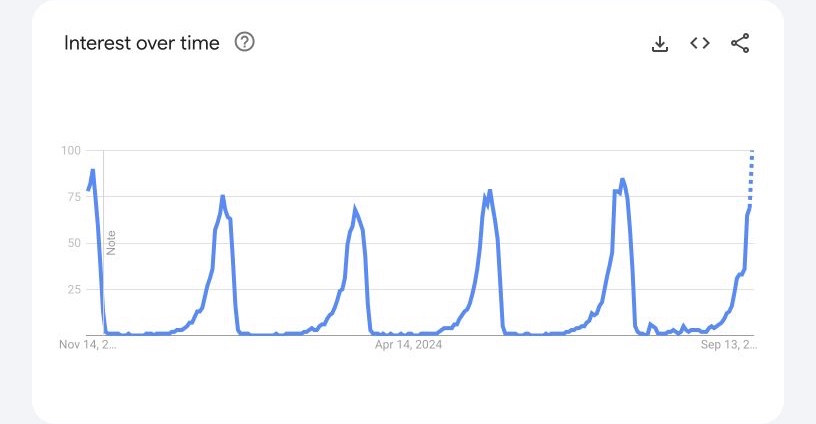 Interest over time
100
75
50
25
Note
Nov 14, 2...
Apr 14, 2024
Sep 13, 2...